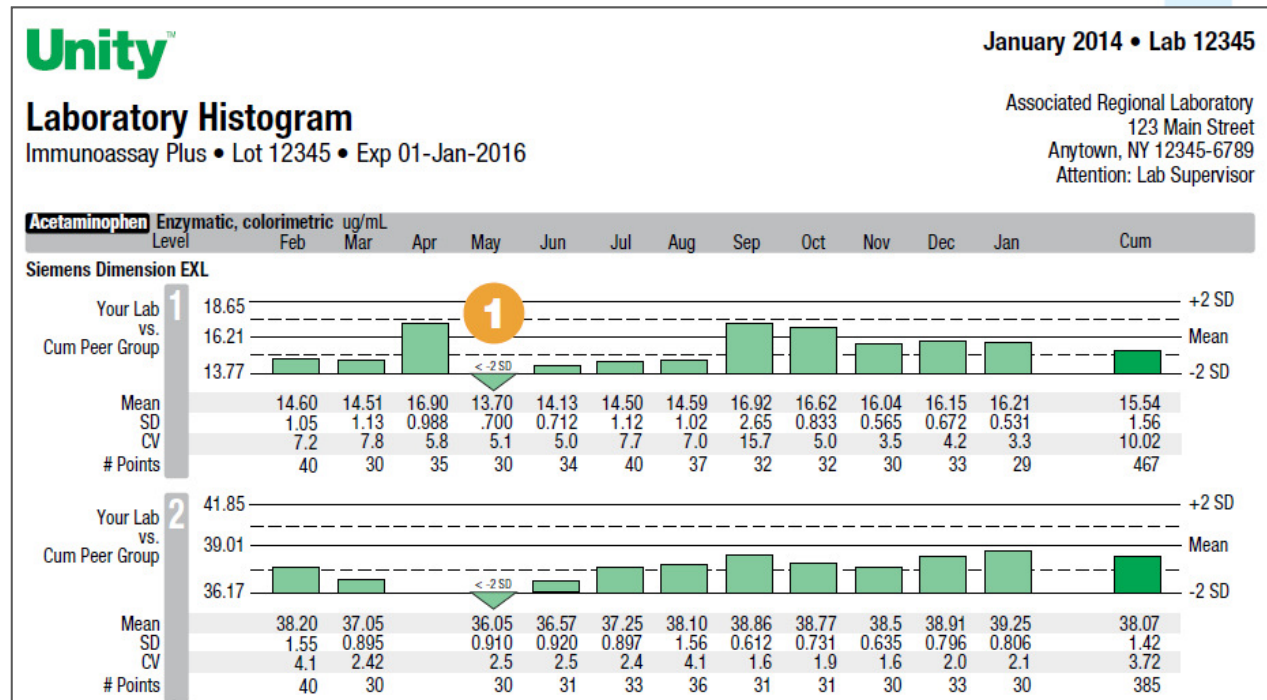 Unity™
January 2014 • Lab 12345
Laboratory Histogram
Immunoassay Plus • Lot 12345 • Exp 01-Jan-2016
Associated Regional Laboratory
123 Main Street
Anytown, NY 12345-6789
Attention: Lab Supervisor
Acetaminophen Enzymatic, colorimetric ug/mL
Level Feb Mar Apr May Jun Jul Aug Sep Oct Nov Dec Jan Cum
Siemens Dimension EXL
1
Your Lab
vs.
Cum Peer Group
18.65 +2 SD
1
16.21 Mean
< -2 SD
13.77 -2 SD
Mean 14.60 14.51 16.90 13.70 14.13 14.50 14.59 16.92 16.62 16.04 16.15 16.21 15.54
SD 1.05 1.13 0.988 .700 0.712 1.12 1.02 2.65 0.833 0.565 0.672 0.531 1.56
CV 7.2 7.8 5.8 5.1 5.0 7.7 7.0 15.7 5.0 3.5 4.2 3.3 10.02
# Points 40 30 35 30 34 40 37 32 32 30 33 29 467
2
Your Lab
vs.
Cum Peer Group
41.85 +2 SD
39.01 Mean
< -2 SD
36.17 -2 SD
Mean 38.20 37.05 36.05 36.57 37.25 38.10 38.86 38.77 38.5 38.91 39.25 38.07
SD 1.55 0.895 0.910 0.920 0.897 1.56 0.612 0.731 0.635 0.796 0.806 1.42
CV 4.1 2.42 2.5 2.5 2.4 4.1 1.6 1.9 1.6 2.0 2.1 3.72
# Points 40 30 30 31 33 36 31 31 30 33 30 385